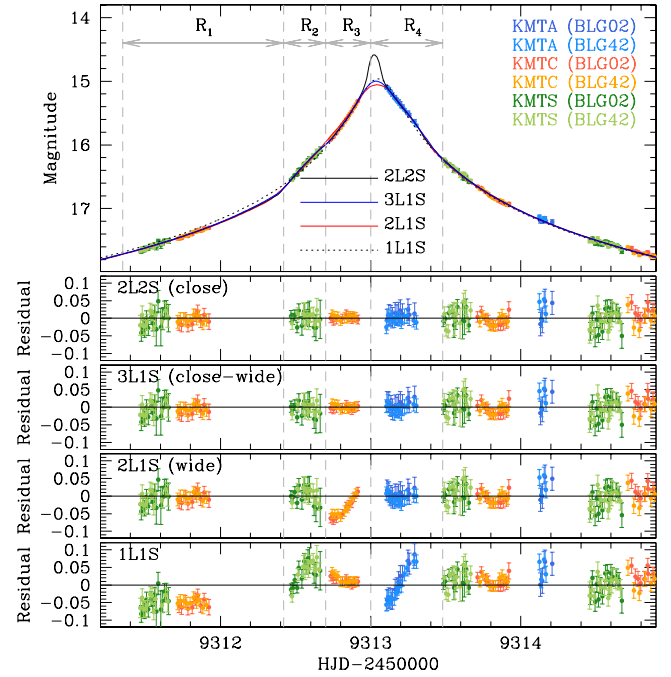 14
15
16
17
Magnitude
R1
R2
R3
R4
KMTA (BLG02)
KMTA (BLG42)
KMTC (BLG02)
KMTC (BLG42)
KMTS (BLG02)
KMTS (BLG42)
2L2S
3L1S
2L1S
1L1S
0.1
0.05
0
−0.05
−0.1
Residual
2L2S (close)
0.1
0.05
0
−0.05
−0.1
Residual
3L1S (close−wide)
0.1
0.05
0
−0.05
−0.1
Residual
2L1S (wide)
0.1
0.05
0
−0.05
−0.1
Residual
1L1S
9312
9313
9314
HJD−2450000